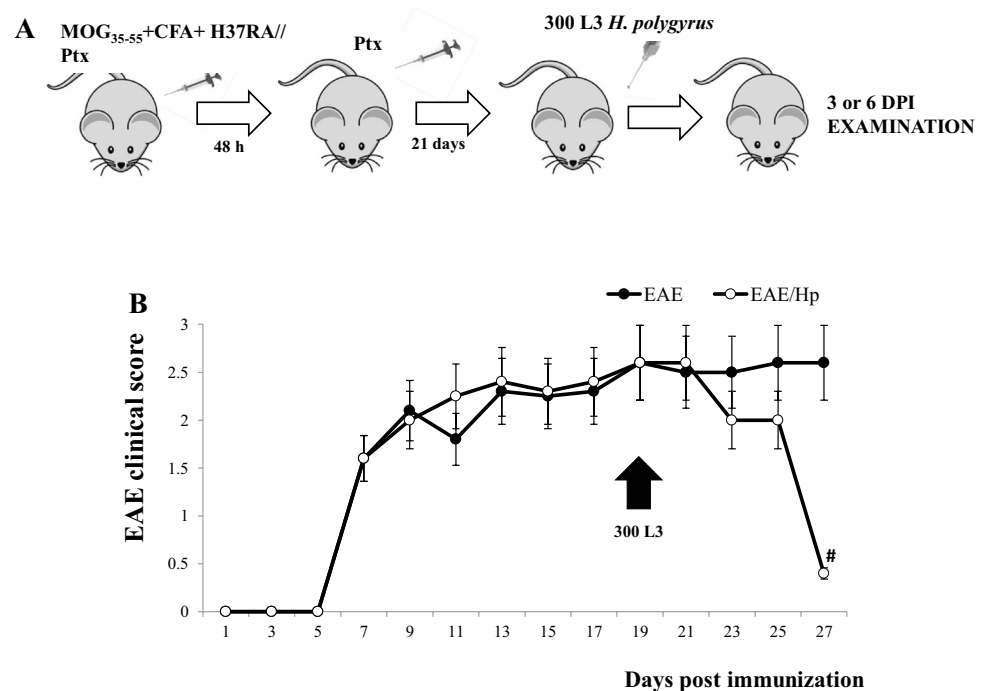 A
MOG35-55+CFA+ H37RA//
Ptx
48 h
Ptx
21 days
300 L3 H. polygyrus
3 or 6 DPI
EXAMINATION
B
EAE
EAE/Hp
EAE clinical score
3
2.5
2
1.5
1
0.5
0
300 L3
#
1 3 5 7 9 11 13 15 17 19 21 23 25 27
Days post immunization